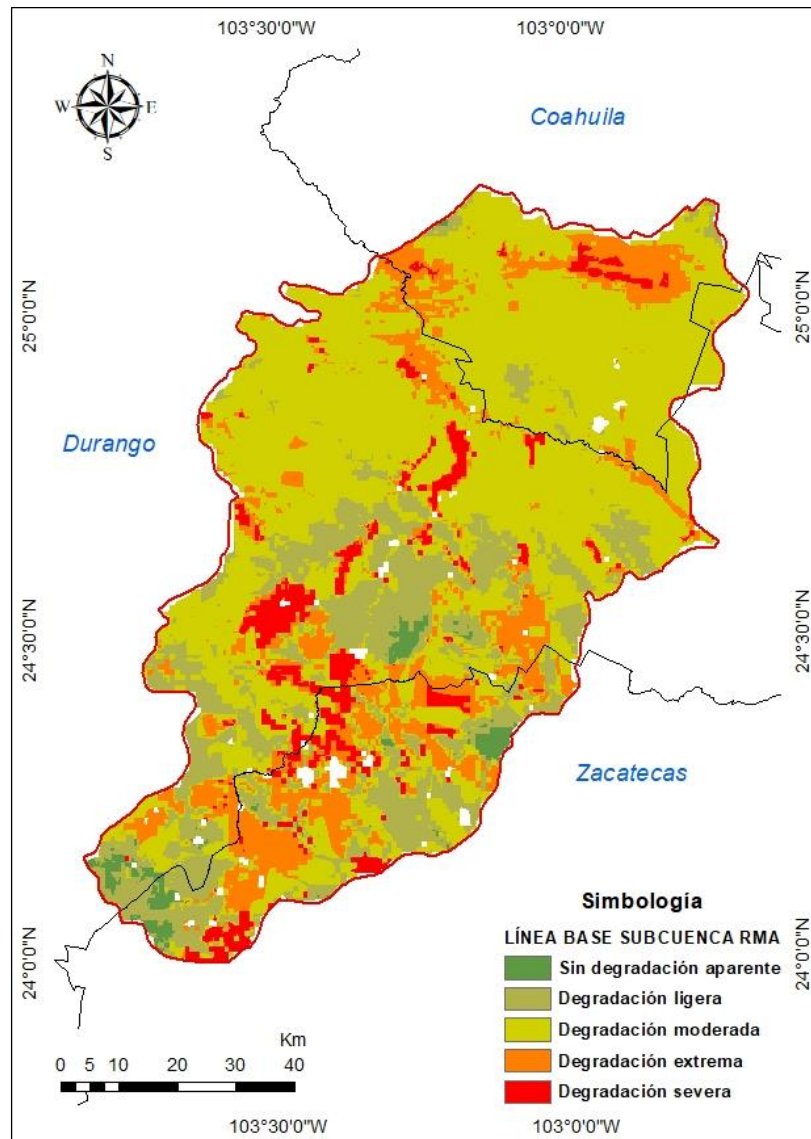 103°30'0"W 103°0'0"W
N
W E
S
Coahuila
25°0'0"N 25°0'0"N
Durango
24°30'0"N 24°30'0"N
Zacatecas
Simbología
LÍNEA BASE SUBCUENCA RMA
Sin degradación aparente
Degradación ligera
Degradación moderada
Degradación extrema
Degradación severa
24°0'0"N 24°0'0"N
Km
0 5 10 20 30 40
103°30'0"W 103°0'0"W